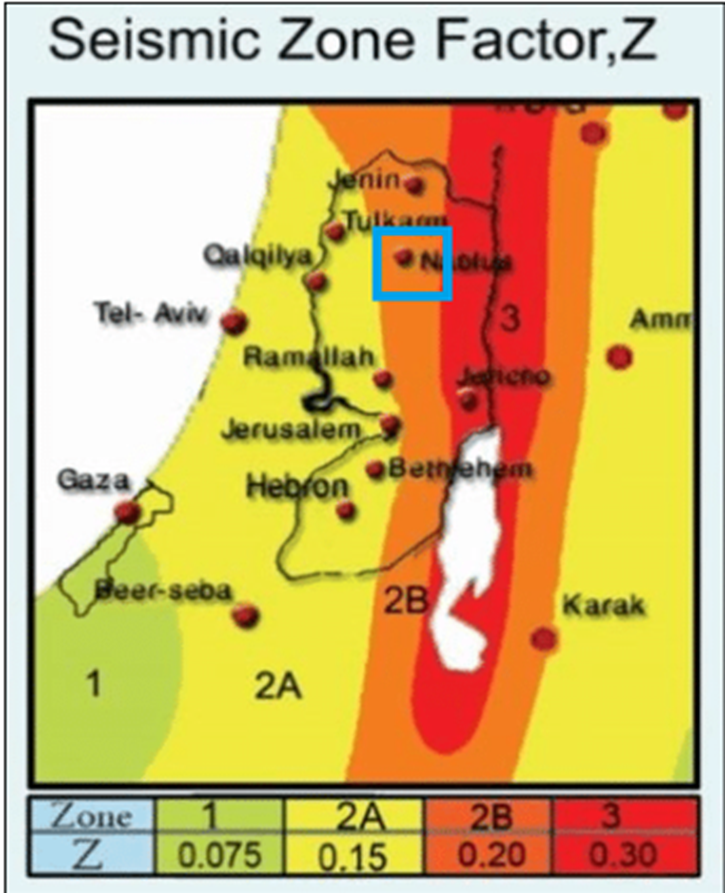 Seismic Zone Factor,Z
Jenin
Tulkarm
Qalqilya
Nablus
Tel- Aviv
3
Amm
Ramallah
Jericho
Jerusalem
Bethlehem
Gaza
Hebron
Beer-seba
2B
Karak
1
2A
Zone 1 2A 2B 3
Z 0.075 0.15 0.20 0.30